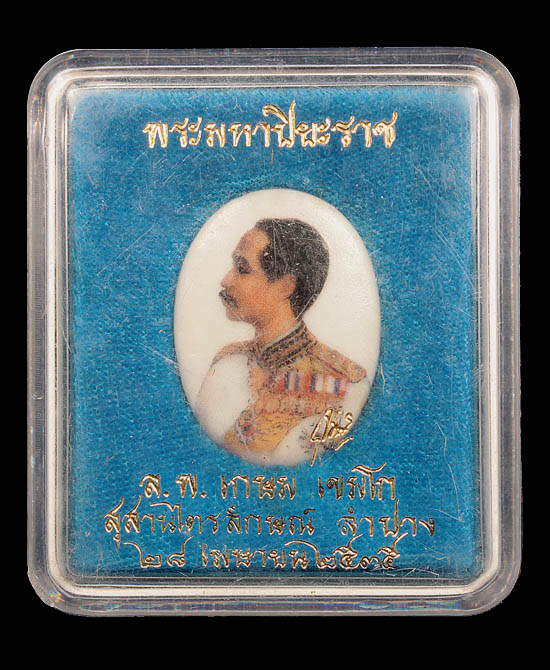 พระมหาปิยะราช
ล.พ. เกษม เขมโก
สุสานไตรลักษณ์ ลำปาง
๒๘ เมษายน ๒๕๓๕